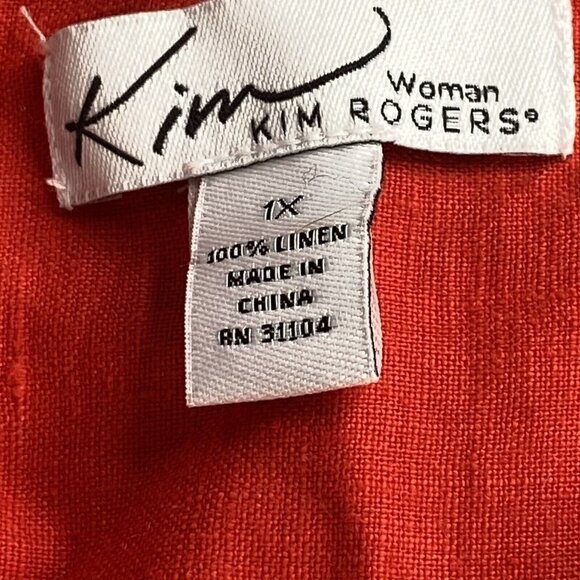 Kim
Woman
KIM ROGERS®
1X
100% LINEN
MADE IN
CHINA
RN 31104